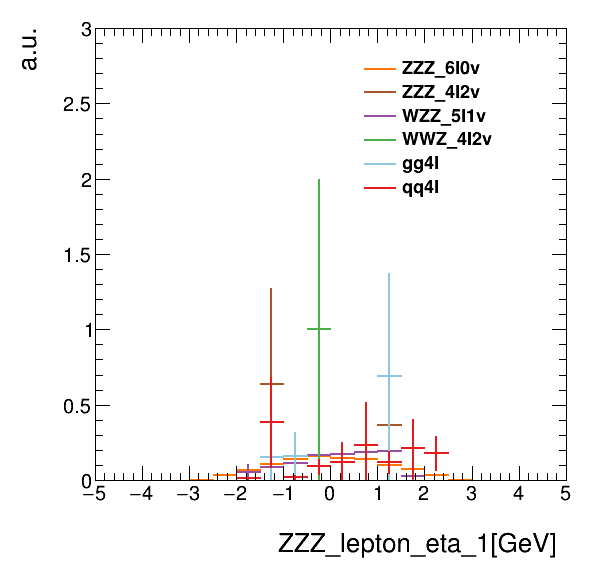 a.u.
3
2.5
2
1.5
1
0.5
0
ZZZ_6l0v
ZZZ_4l2v
WZZ_5l1v
WWZ_4l2v
gg4l
qq4l
−5 −4 −3 −2 −1 0 1 2 3 4 5
ZZZ_lepton_eta_1[GeV]